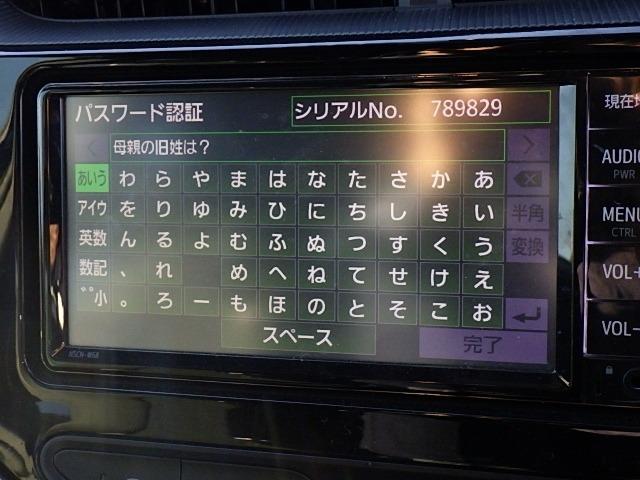 パスワード認証 シリアルNo. 789829 現在地
母親の旧姓は?
あいう わ ら や ま は な た さ か あ AUDIO
PWR
アイウ を り ゆ み ひ に ち し き い 半角 MENU
CTRL
英数 ん る よ む ふ ぬ つ す く う 変換
数記 、 れ め へ ね て せ け え VOL+
゛゜小 。 ろ ー も ほ の と そ こ お VOL-
スペース 完了
NSCN-W68